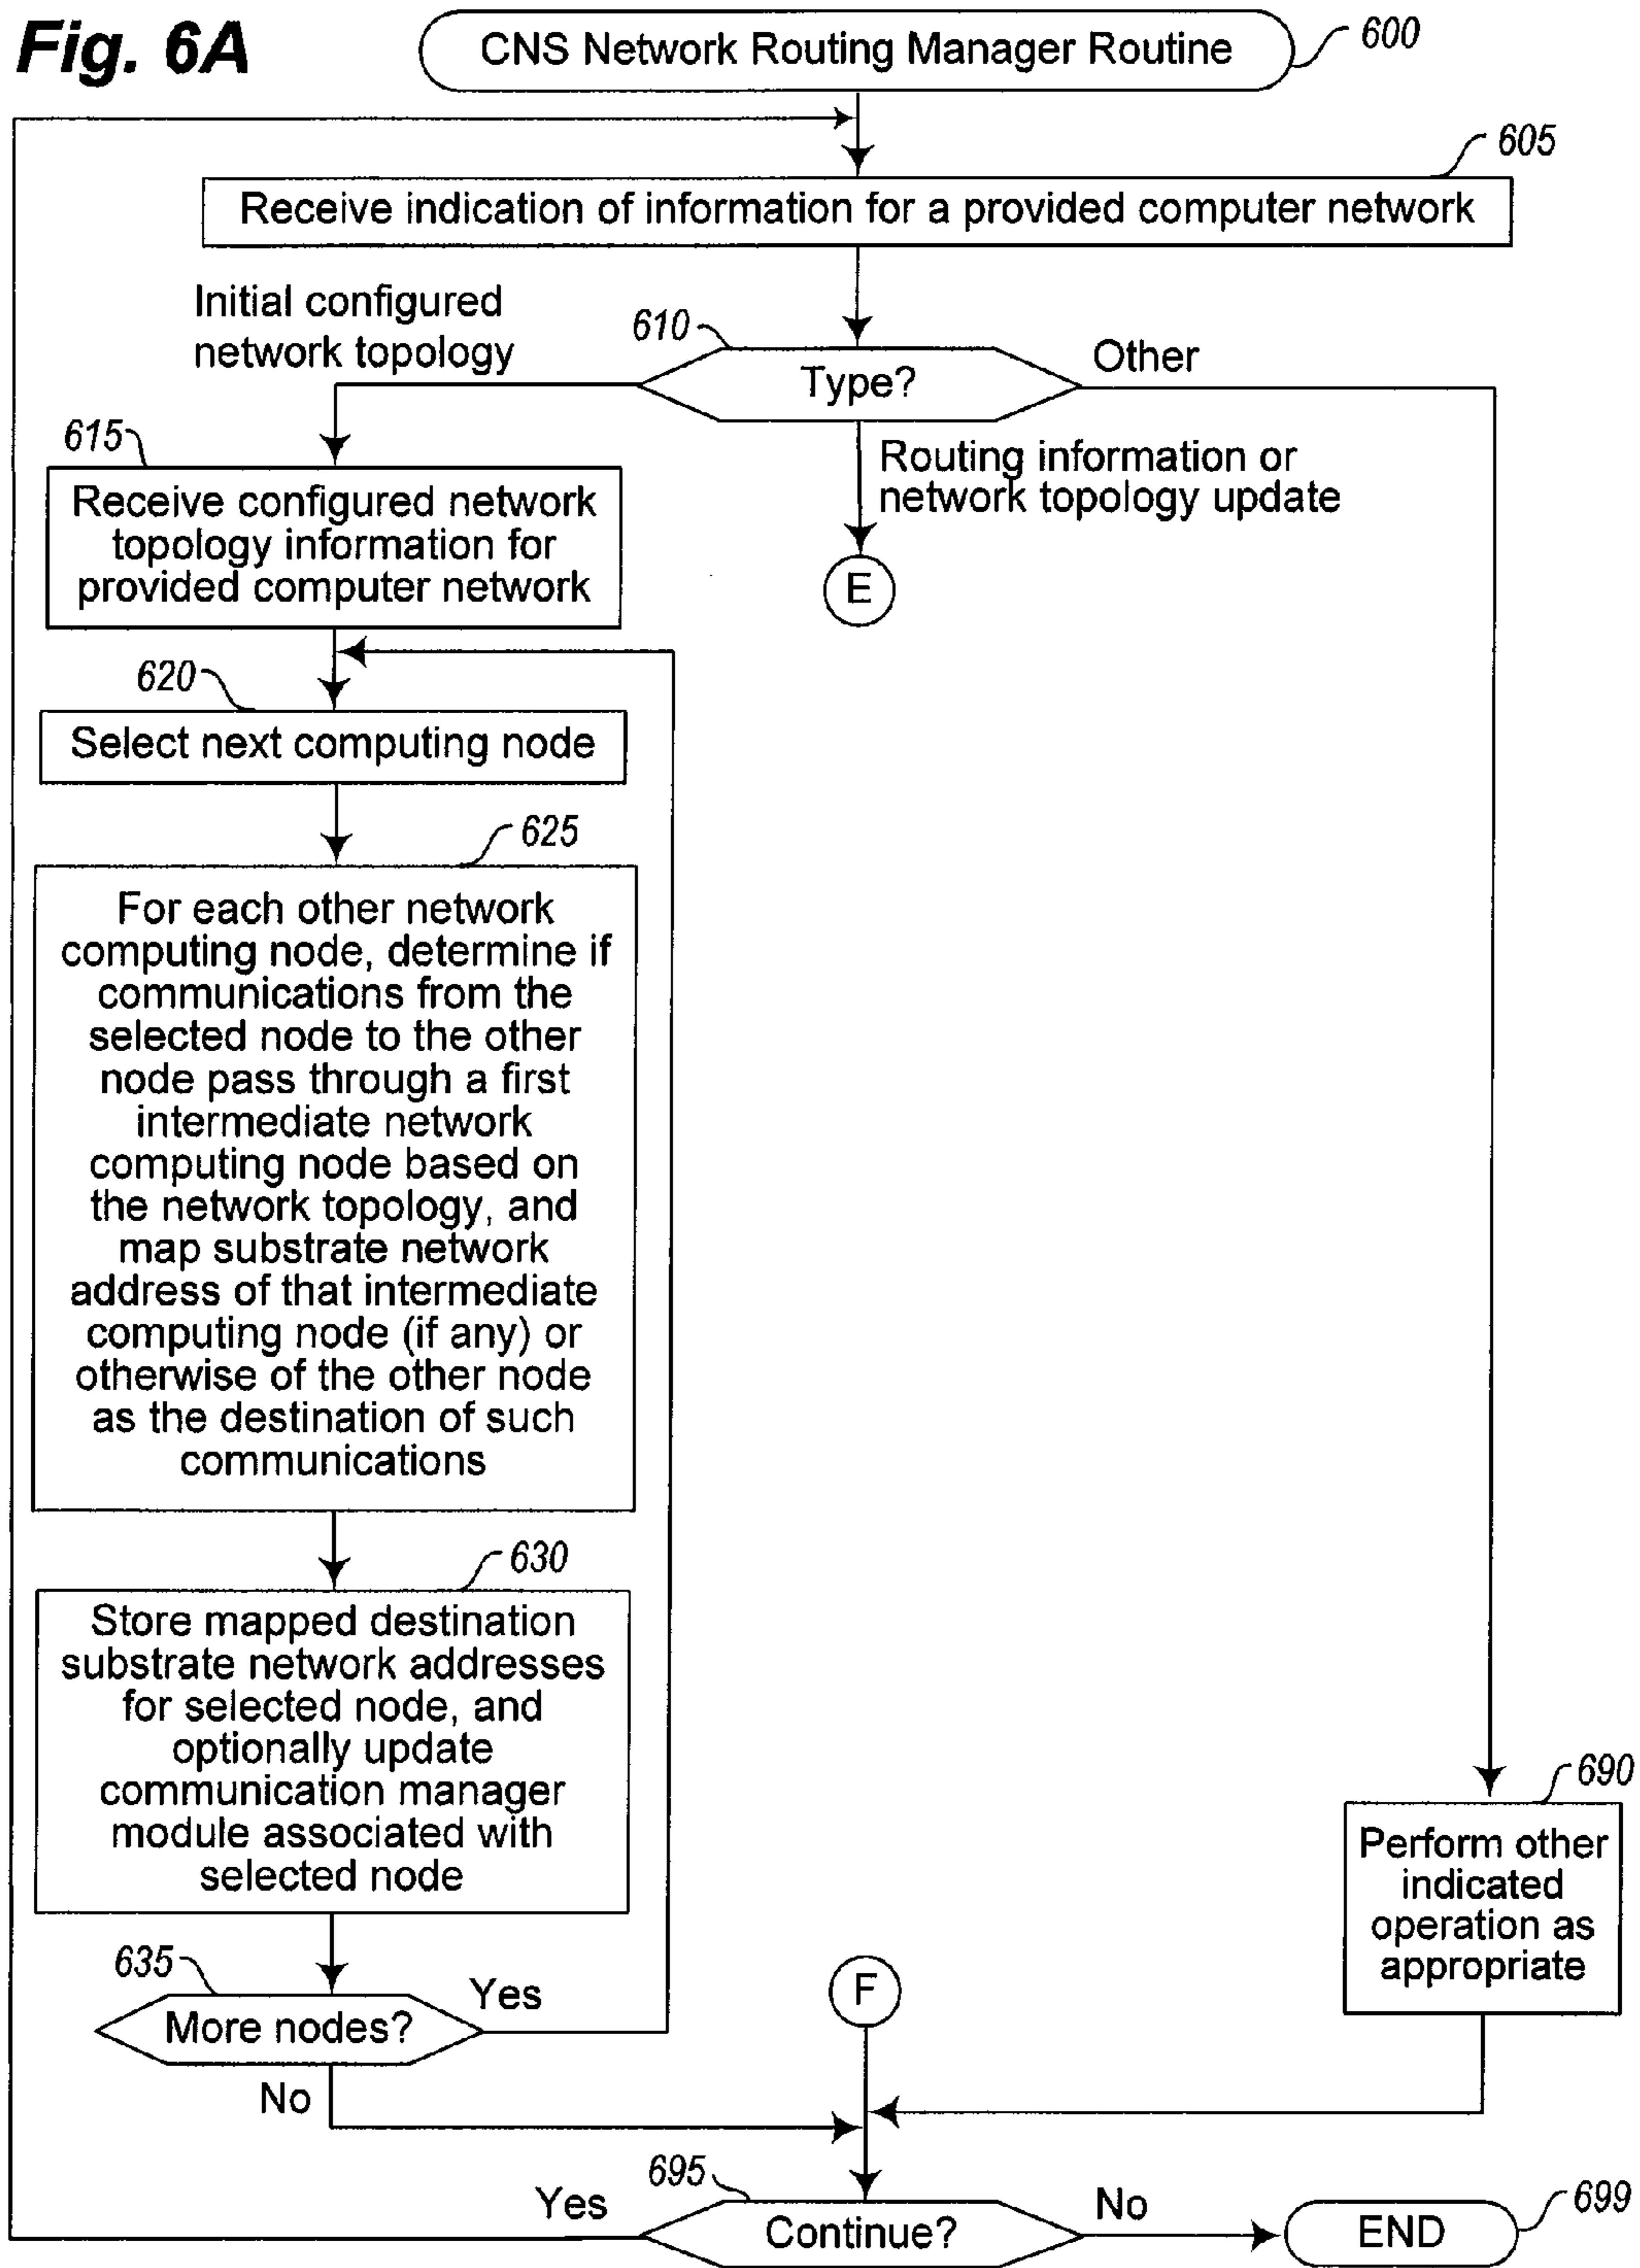 Fig. 6A
CNS Network Routing Manager Routine
600
605
Receive indication of information for a provided computer network
Initial configured
network topology
610
Type?
Other
615
Receive configured network
topology information for
provided computer network
Routing information or
network topology update
E
620
Select next computing node
625
For each other network
computing node, determine if
communications from the
selected node to the other
node pass through a first
intermediate network
computing node based on
the network topology, and
map substrate network
address of that intermediate
computing node (if any) or
otherwise of the other node
as the destination of such
communications
630
Store mapped destination
substrate network addresses
for selected node, and
optionally update
communication manager
module associated with
selected node
690
Perform other
indicated
operation as
appropriate
635
More nodes?
Yes
No
F
695
Yes
Continue?
No
END
699